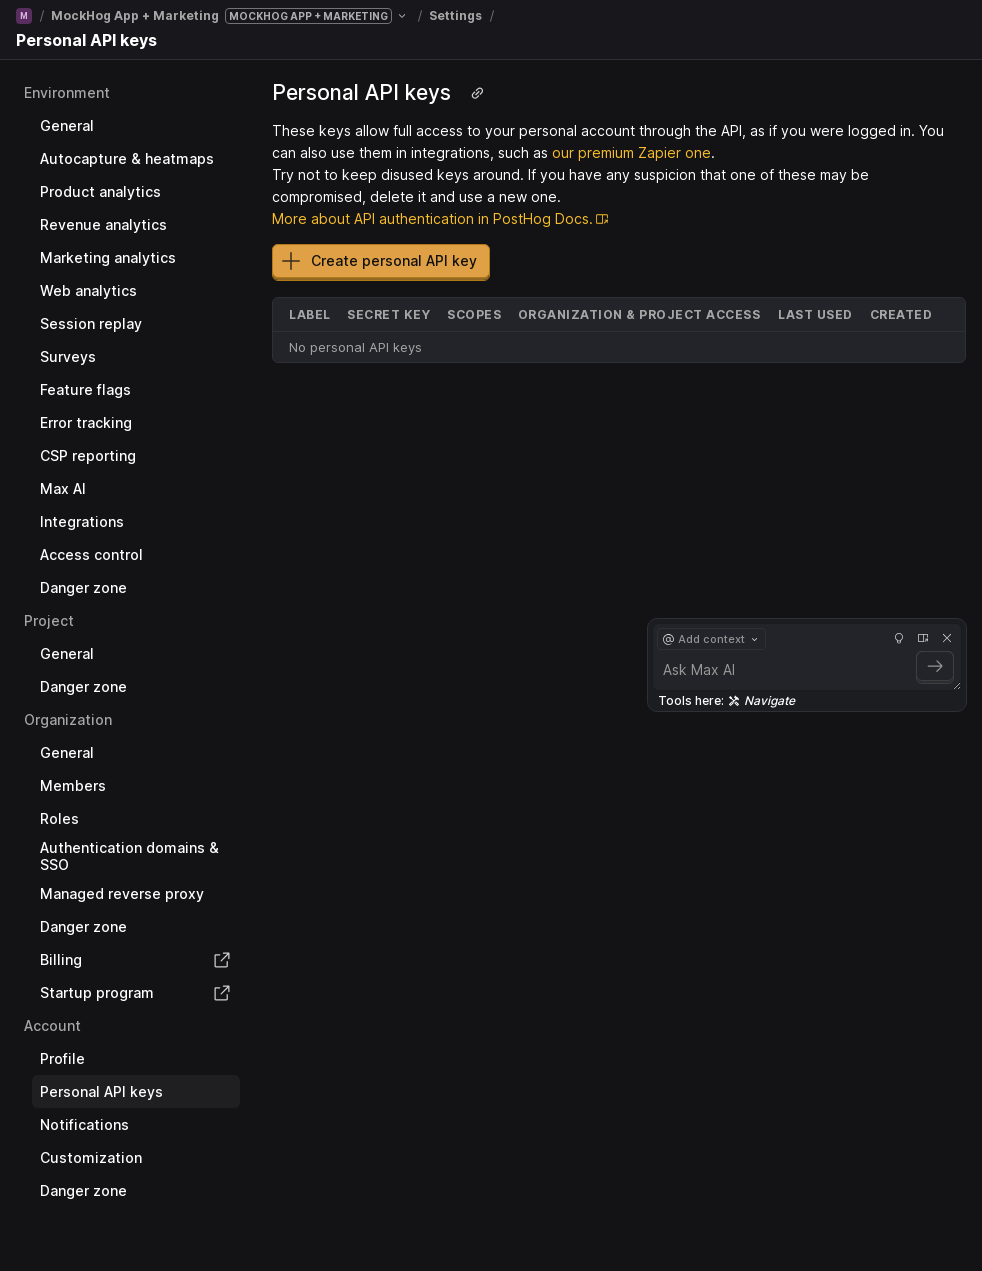 M / MockHog App + Marketing MOCKHOG APP + MARKETING / Settings /
Personal API keys
Environment
General
Autocapture & heatmaps
Product analytics
Revenue analytics
Marketing analytics
Web analytics
Session replay
Surveys
Feature flags
Error tracking
CSP reporting
Max AI
Integrations
Access control
Danger zone
Project
General
Danger zone
Organization
General
Members
Roles
Authentication domains &
SSO
Managed reverse proxy
Danger zone
Billing
Startup program
Account
Profile
Personal API keys
Notifications
Customization
Danger zone
Personal API keys
These keys allow full access to your personal account through the API, as if you were logged in. You
can also use them in integrations, such as our premium Zapier one.
Try not to keep disused keys around. If you have any suspicion that one of these may be
compromised, delete it and use a new one.
More about API authentication in PostHog Docs.
Create personal API key
LABEL SECRET KEY SCOPES ORGANIZATION & PROJECT ACCESS LAST USED CREATED
No personal API keys
@ Add context
Ask Max AI
Tools here: Navigate